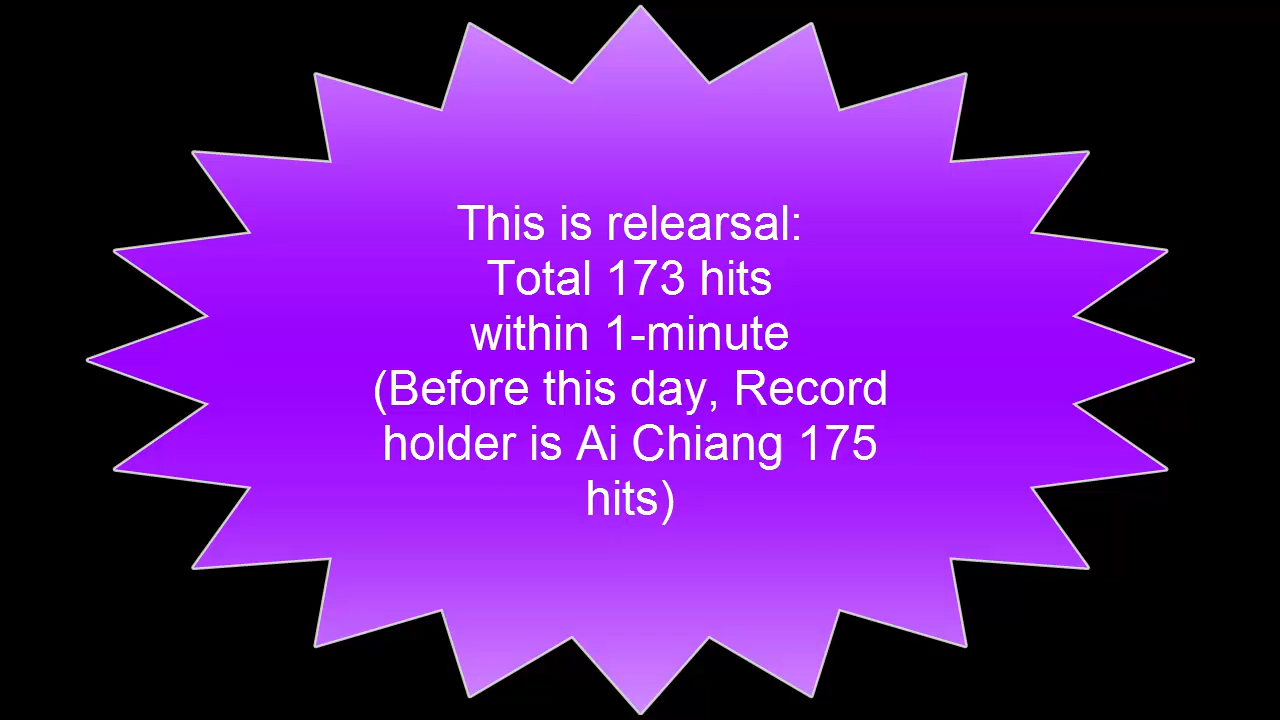 This is relearsal:
Total 173 hits
within 1-minute
(Before this day, Record
holder is Ai Chiang 175
hits)